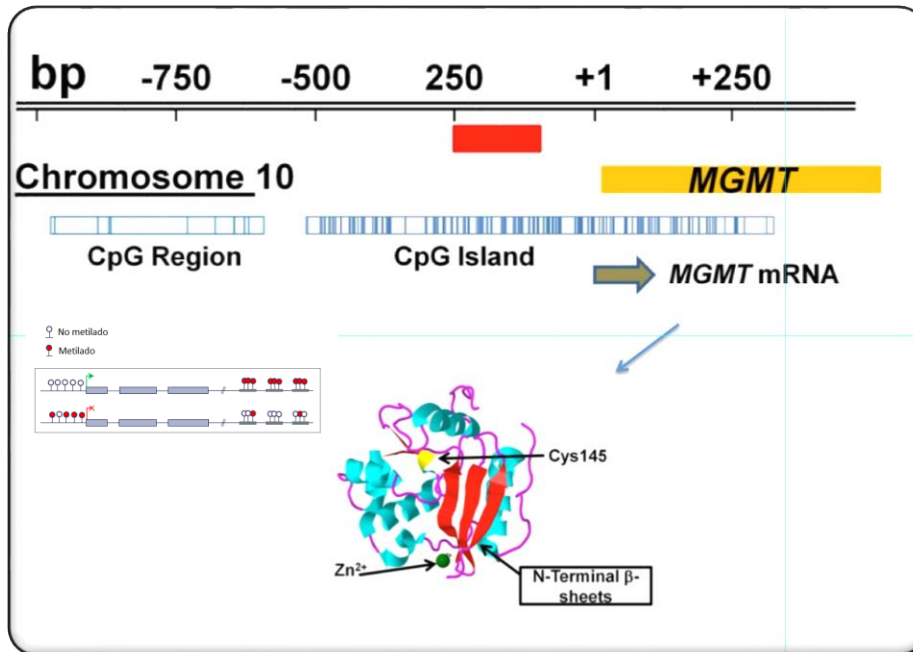 bp -750 -500 250 +1 +250
Chromosome 10
MGMT
CpG Region
CpG Island
MGMT mRNA
No metilado
Metilado
Cys145
Zn²⁺
N-Terminal β-
sheets